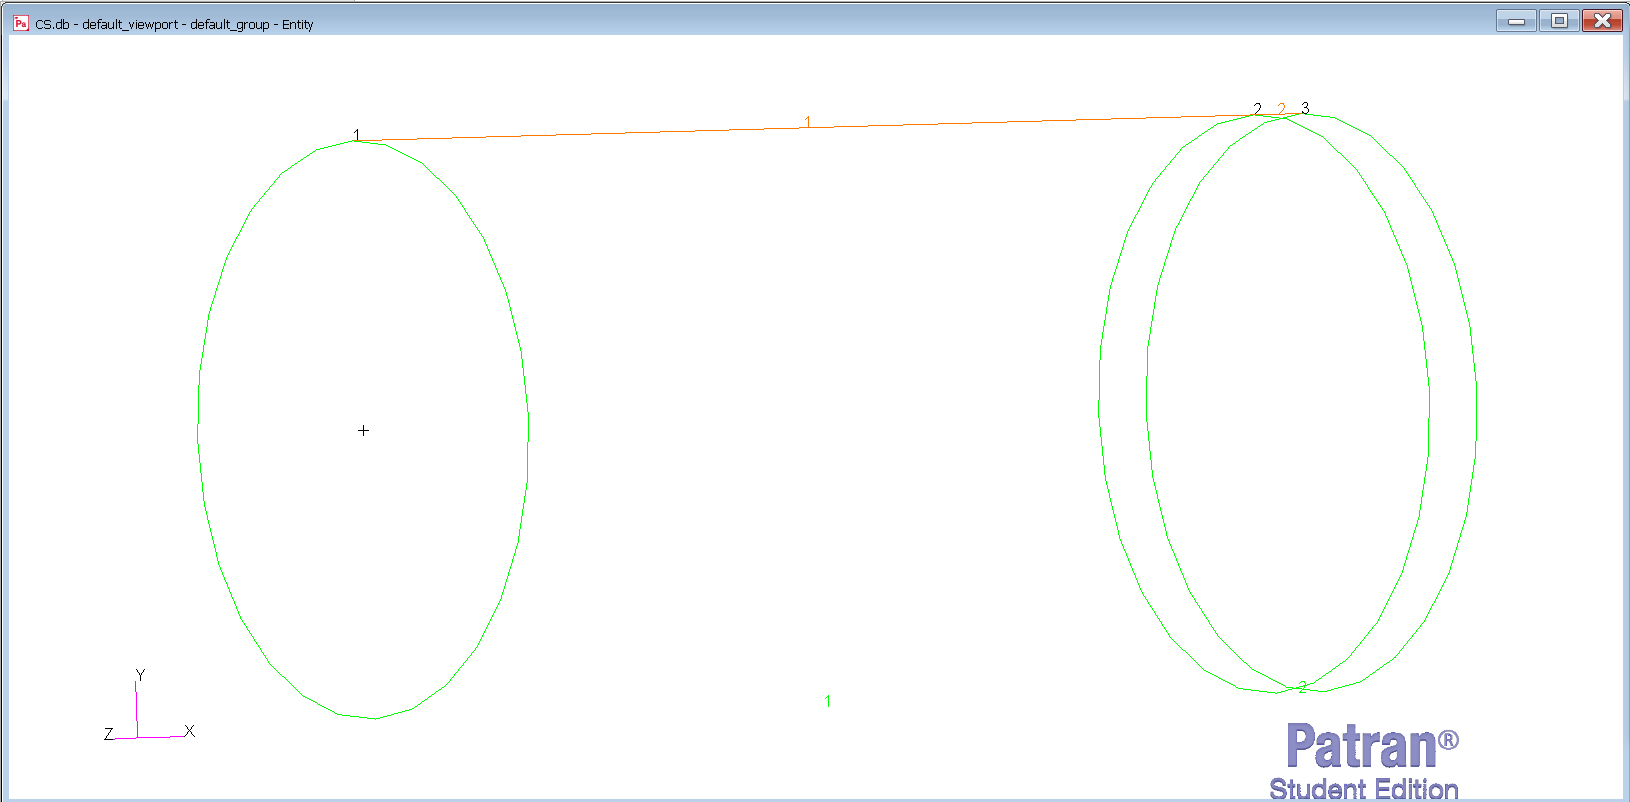 CS.db - default_viewport - default_group - Entity
1 1 2 2 3
Y
Z X
1
2
Patran®
Student Edition